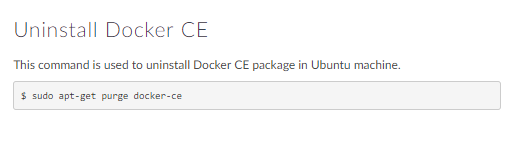 Uninstall Docker CE
This command is used to uninstall Docker CE package in Ubuntu machine.
$ sudo apt-get purge docker-ce